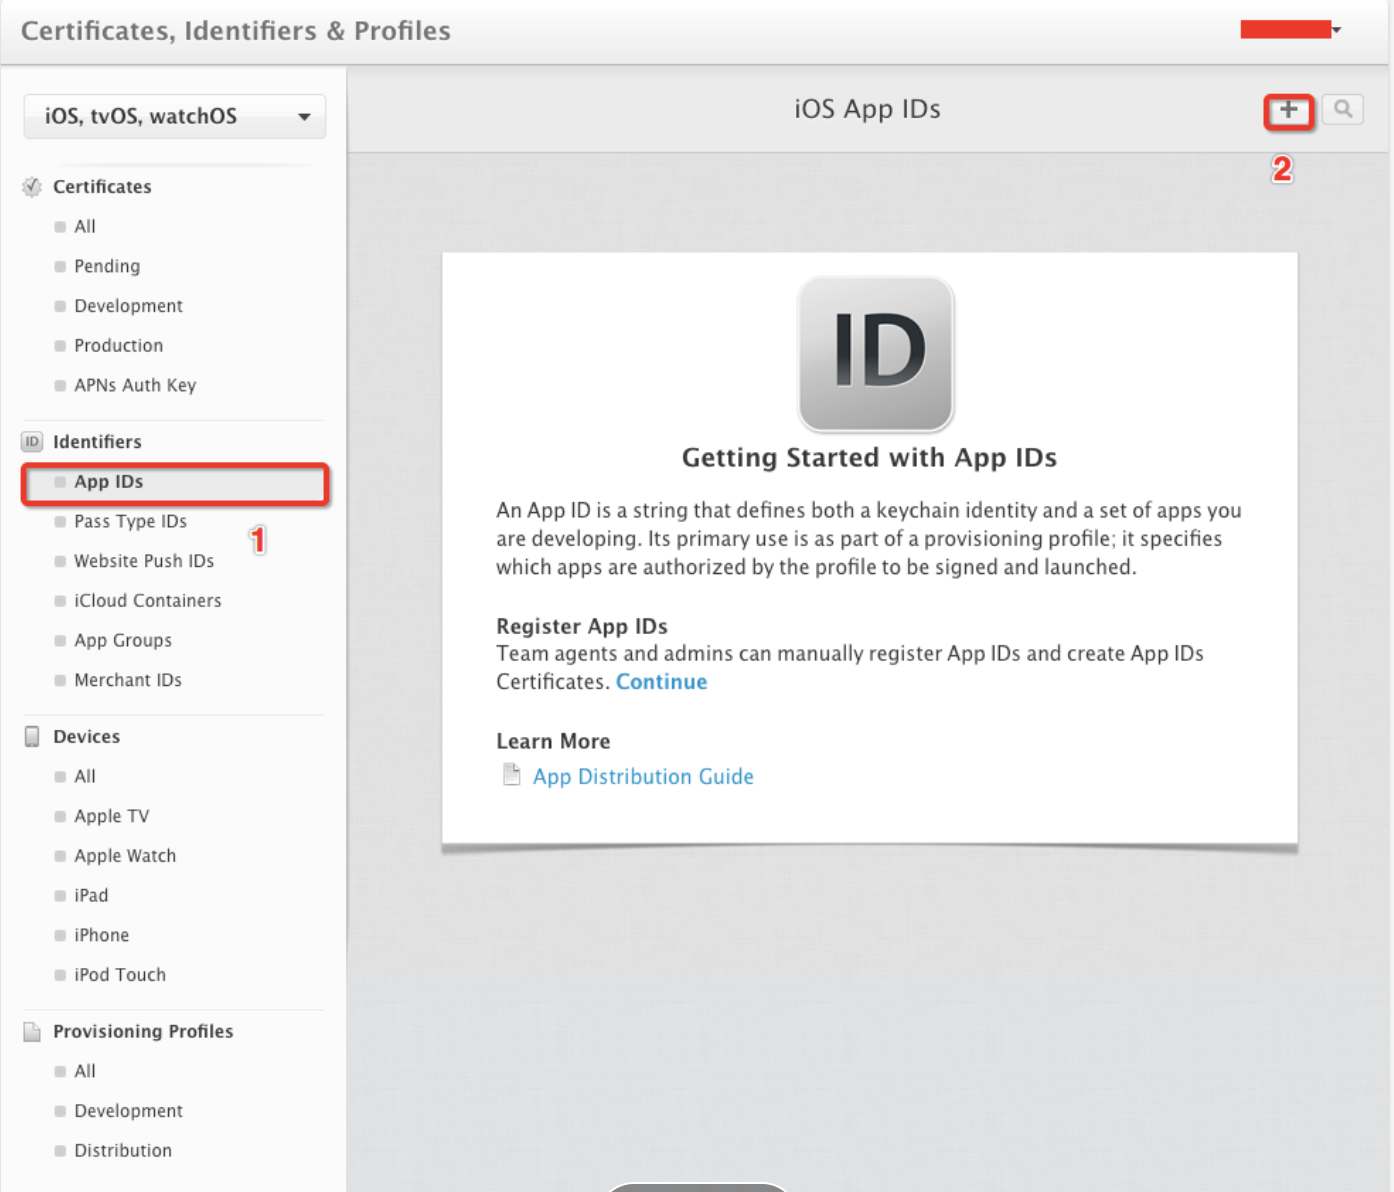 Certificates, Identifiers & Profiles
iOS, tvOS, watchOS
Certificates
All
Pending
Development
Production
APNs Auth Key
ID Identifiers
App IDs
1
Pass Type IDs
Website Push IDs
iCloud Containers
App Groups
Merchant IDs
Devices
All
Apple TV
Apple Watch
iPad
iPhone
iPod Touch
Provisioning Profiles
All
Development
Distribution
iOS App IDs
+
2
ID
Getting Started with App IDs
An App ID is a string that defines both a keychain identity and a set of apps you
are developing. Its primary use is as part of a provisioning profile; it specifies
which apps are authorized by the profile to be signed and launched.
Register App IDs
Team agents and admins can manually register App IDs and create App IDs
Certificates. Continue
Learn More
App Distribution Guide